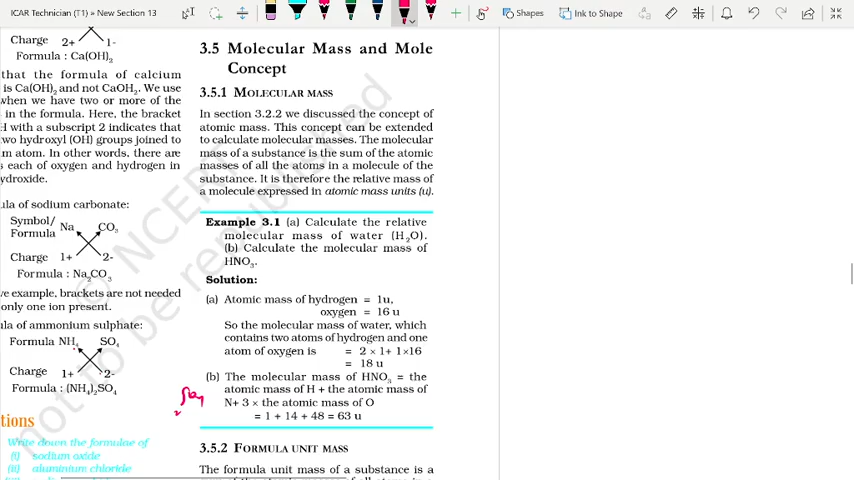 ICAR Technician (T1) » New Section 13
Shapes
Ink to Shape
Charge 2+ 1-
Formula : Ca(OH)2
that the formula of calcium
is Ca(OH)2 and not CaOH2. We use
when we have two or more of the
in the formula. Here, the bracket
H with a subscript 2 indicates that
two hydroxyl (OH) groups joined to
m atom. In other words, there are
s each of oxygen and hydrogen in
ydroxide.
ula of sodium carbonate:
Symbol/
Formula Na CO3
Charge 1+ 2-
Formula : Na2CO3
ve example, brackets are not needed
only one ion present.
ula of ammonium sulphate:
Formula NH4 SO4
Charge 1+ 2-
Formula : (NH4)2SO4
tions
Write down the formulae of
(i) sodium oxide
(ii) aluminium chloride
3.5 Molecular Mass and Mole
Concept
3.5.1 MOLECULAR MASS
In section 3.2.2 we discussed the concept of
atomic mass. This concept can be extended
to calculate molecular masses. The molecular
mass of a substance is the sum of the atomic
masses of all the atoms in a molecule of the
substance. It is therefore the relative mass of
a molecule expressed in atomic mass units (u).
Example 3.1 (a) Calculate the relative
molecular mass of water (H2O).
(b) Calculate the molecular mass of
HNO3.
Solution:
(a) Atomic mass of hydrogen = 1u,
oxygen = 16 u
So the molecular mass of water, which
contains two atoms of hydrogen and one
atom of oxygen is = 2 × 1+ 1×16
= 18 u
(b) The molecular mass of HNO3 = the
atomic mass of H + the atomic mass of
N+ 3 × the atomic mass of O
= 1 + 14 + 48 = 63 u
3.5.2 FORMULA UNIT MASS
The formula unit mass of a substance is a
© NCERT
not to be republished